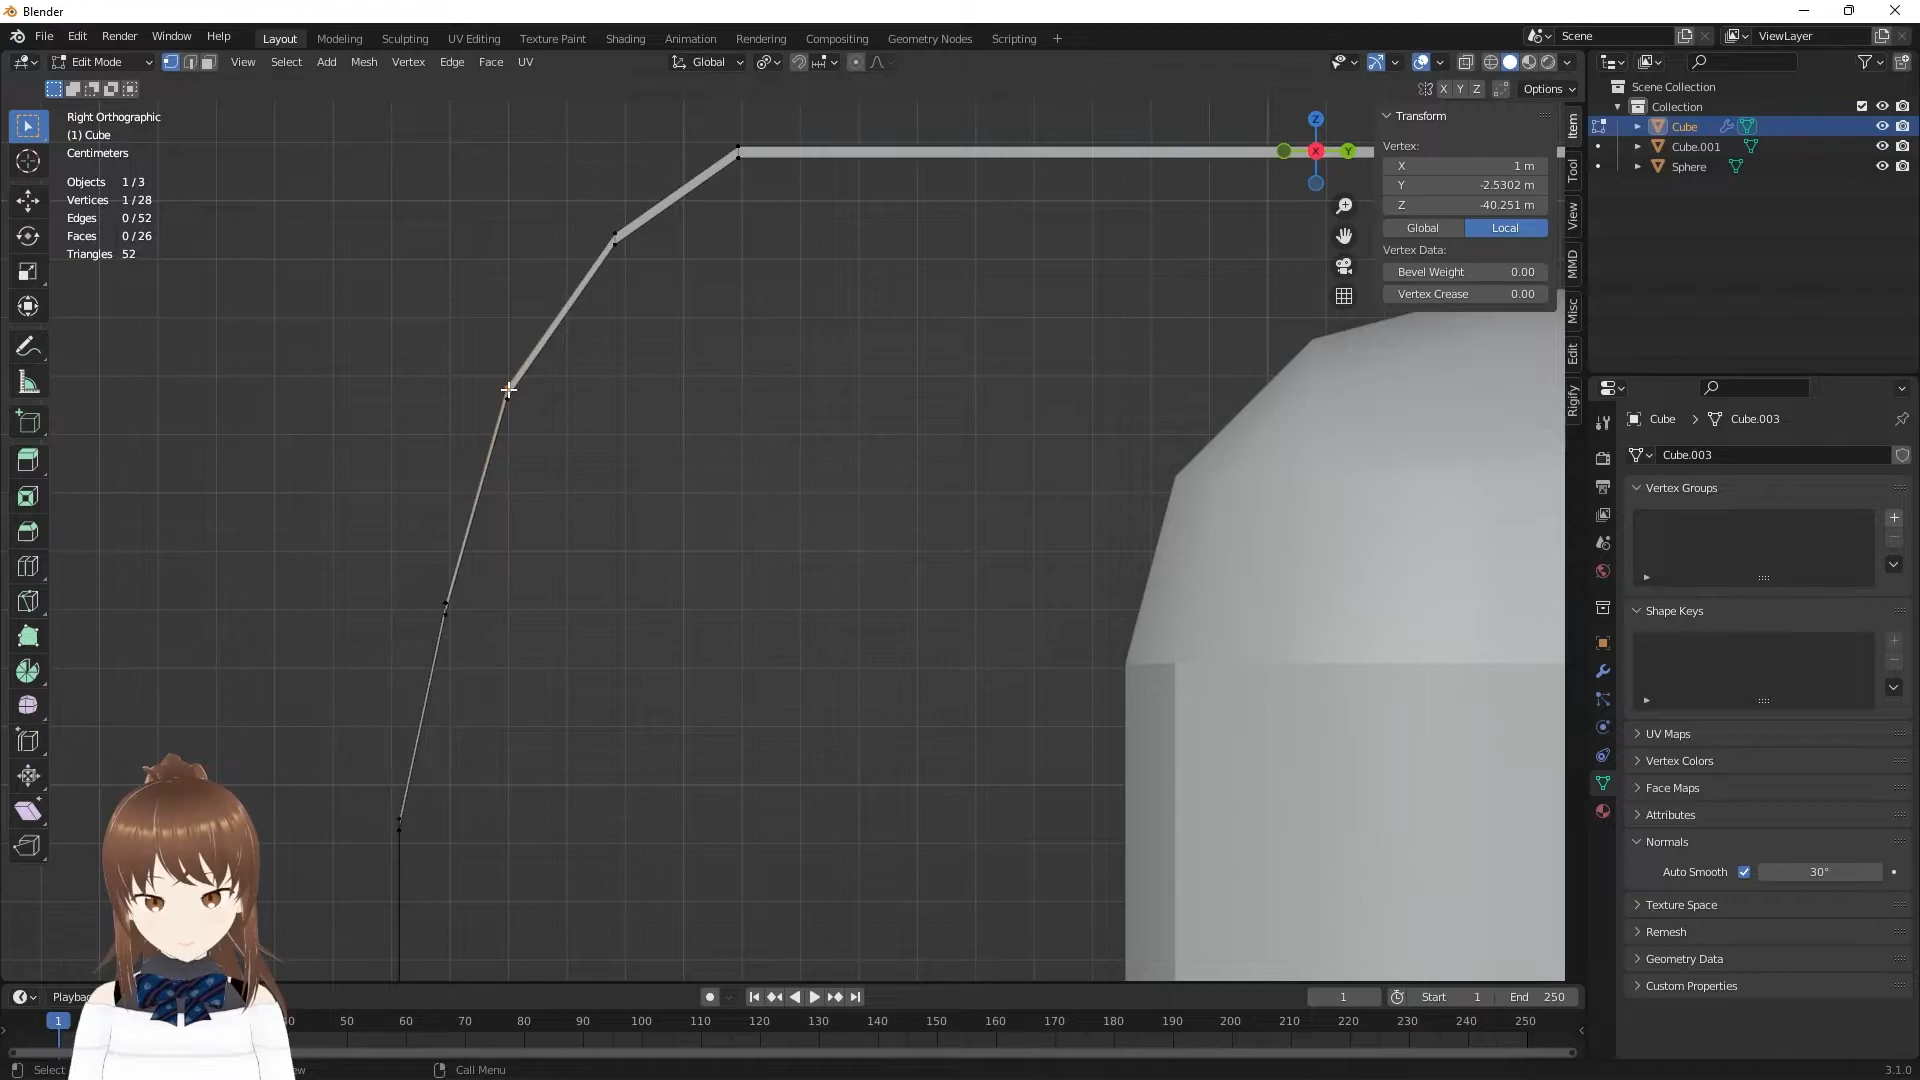 Blender
File Edit Render Window Help
Layout Modeling Sculpting UV Editing Texture Paint Shading Animation Rendering Compositing Geometry Nodes Scripting +
Scene
ViewLayer
Edit Mode
View Select Add Mesh Vertex Edge Face UV
Global
X Y Z
Options
Right Orthographic
(1) Cube
Centimeters
Objects 1/3
Vertices 1/28
Edges 0/52
Faces 0/26
Triangles 52
Z
X
Y
Transform
Vertex:
X 1 m
Y -2.5302 m
Z -40.251 m
Global Local
Vertex Data:
Bevel Weight 0.00
Vertex Crease 0.00
Item
Tool
View
MMD
Misc
Edit
Rigify
Scene Collection
Collection
Cube
Cube.001
Sphere
Cube > Cube.003
Cube.003
Vertex Groups
Shape Keys
UV Maps
Vertex Colors
Face Maps
Attributes
Normals
Auto Smooth 30°
Texture Space
Remesh
Geometry Data
Custom Properties
Playba
1
Start 1
End 250
1 40 50 60 70 80 90 100 110 120 130 140 150 160 170 180 190 200 210 220 230 240 250
Select
ew
Call Menu
3.1.0